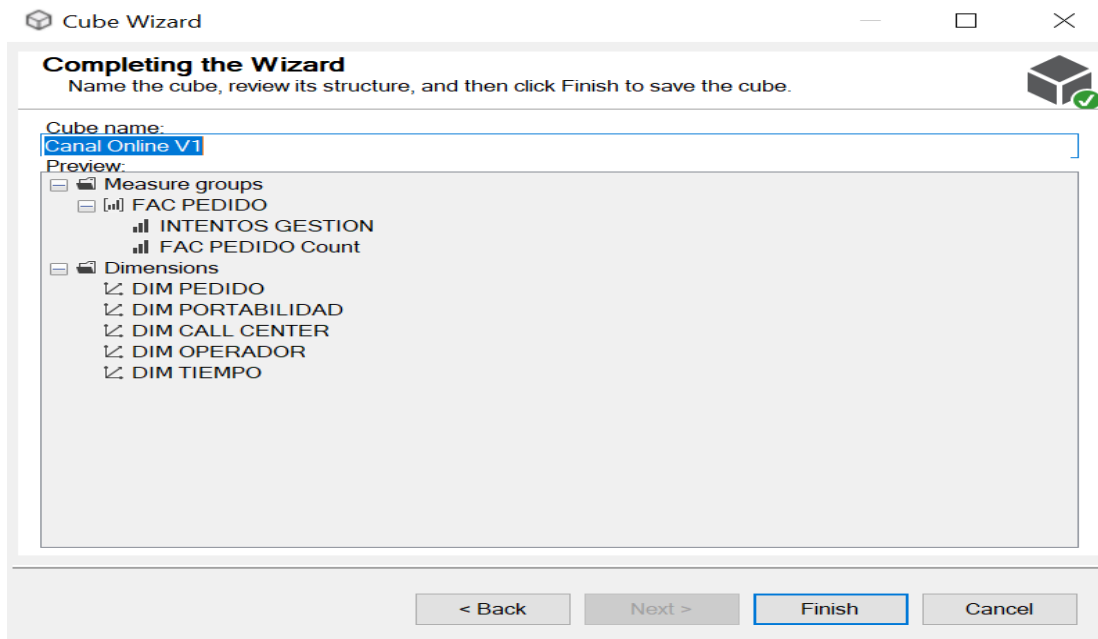 Cube Wizard
Completing the Wizard
Name the cube, review its structure, and then click Finish to save the cube.
Cube name:
Canal Online V1
Preview:
Measure groups
FAC PEDIDO
INTENTOS GESTION
FAC PEDIDO Count
Dimensions
DIM PEDIDO
DIM PORTABILIDAD
DIM CALL CENTER
DIM OPERADOR
DIM TIEMPO
< Back Next > Finish Cancel